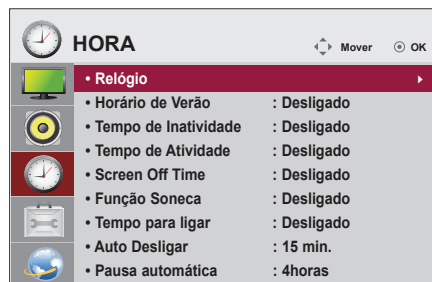 HORA
Mover OK
• Relógio
• Horário de Verão : Desligado
• Tempo de Inatividade : Desligado
• Tempo de Atividade : Desligado
• Screen Off Time : Desligado
• Função Soneca : Desligado
• Tempo para ligar : Desligado
• Auto Desligar : 15 min.
• Pausa automática : 4horas